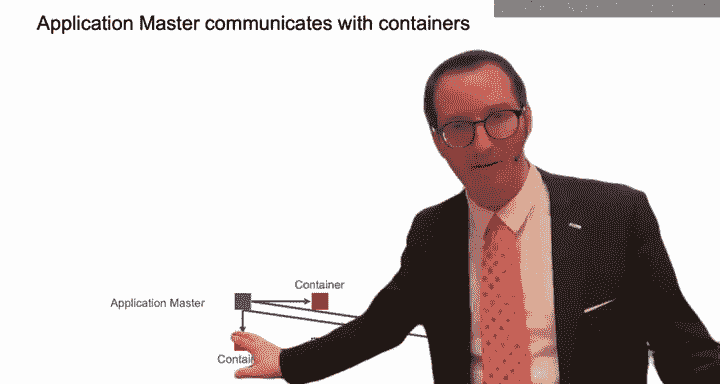 Application Master communicates with containers
Container
Application Master